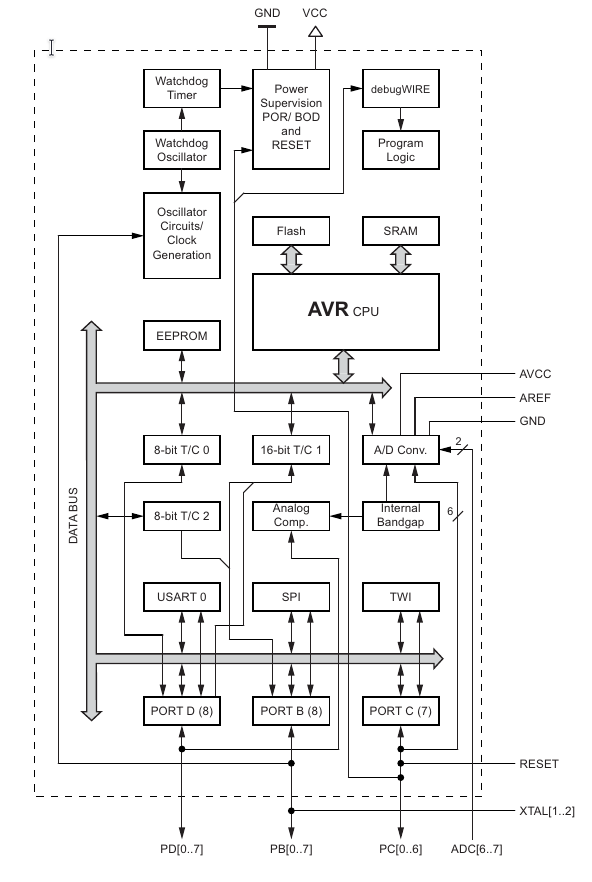 GND
VCC
Watchdog
Timer
Power
Supervision
POR/ BOD
and
RESET
debugWIRE
Watchdog
Oscillator
Program
Logic
Oscillator
Circuits/
Clock
Generation
Flash
SRAM
AVR CPU
EEPROM
AVCC
AREF
GND
8-bit T/C 0
16-bit T/C 1
A/D Conv.
2
DATA BUS
8-bit T/C 2
Analog
Comp.
Internal
Bandgap
6
USART 0
SPI
TWI
PORT D (8)
PORT B (8)
PORT C (7)
RESET
XTAL[1..2]
PD[0..7]
PB[0..7]
PC[0..6]
ADC[6..7]